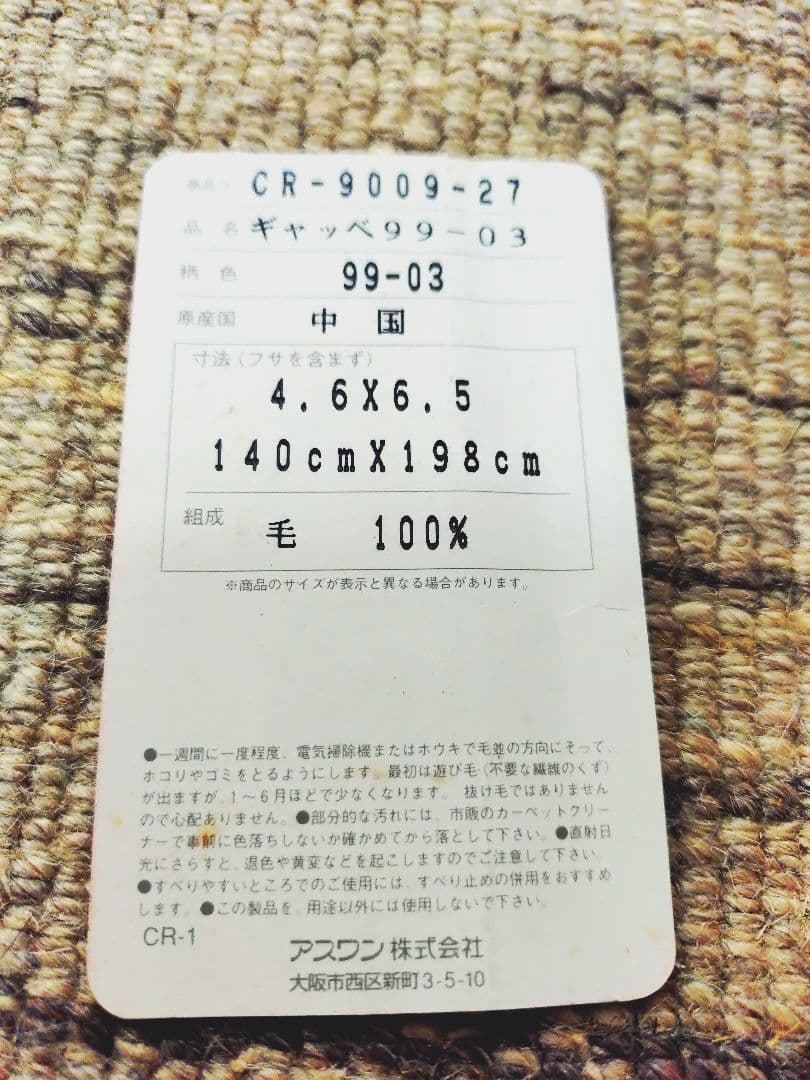 商品コード CR-9009-27
品名 ギャッベ99-03
柄色 99-03
原産国 中国
寸法(フサを含まず)
4.6X6.5
140cmX198cm
組成 毛 100%
※商品のサイズが表示と異なる場合があります。
●一週間に一度程度、電気掃除機またはホウキで毛並の方向にそって、
ホコリやゴミをとるようにします。最初は遊び毛(不要な繊維のくず)
が出ますが、1〜6月ほどで少なくなります。抜け毛ではありません
ので心配ありません。●部分的な汚れには、市販のカーペットクリー
ナーで事前に色落ちしないか確かめてから落として下さい。●直射日
光にさらすと、退色や黄変などを起こしますのでご注意して下さい。
●すべりやすいところでのご使用には、すべり止めの併用をおすすめ
します。●この製品を、用途以外には使用しないで下さい。
CR-1
アスワン株式会社
大阪市西区新町3-5-10